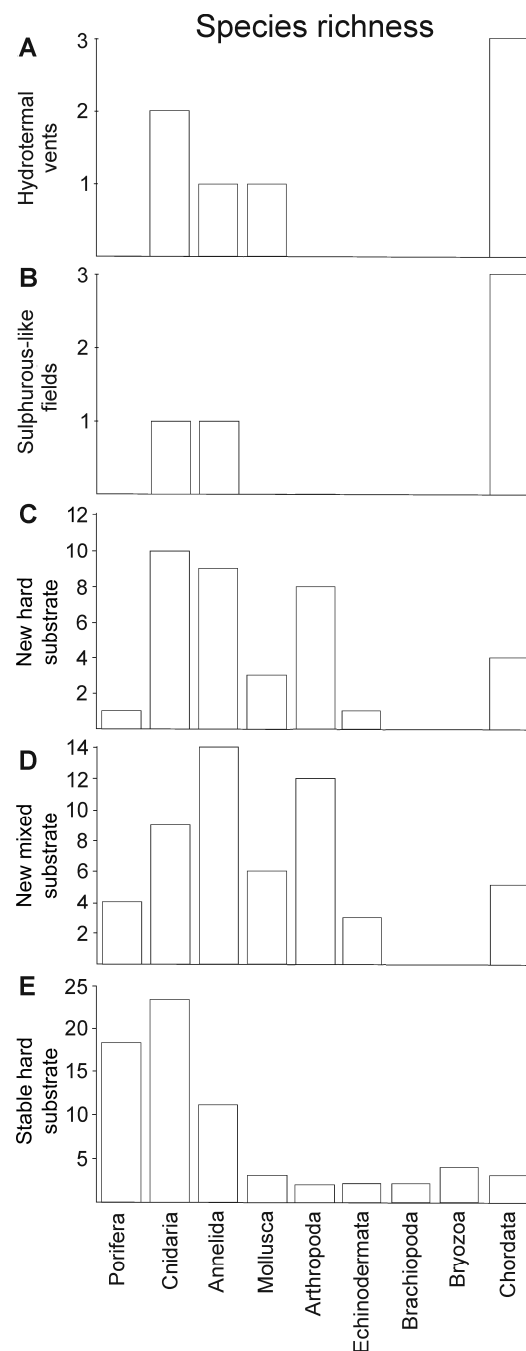 Species richness
A
Hydrotermal
vents
3
2
1
B
Sulphurous-like
fields
3
2
1
C
New hard
substrate
12
10
8
6
4
2
D
New mixed
substrate
14
12
10
8
6
4
2
E
Stable hard
substrate
25
20
15
10
5
Porifera
Cnidaria
Annelida
Mollusca
Arthropoda
Echinodermata
Brachiopoda
Bryozoa
Chordata